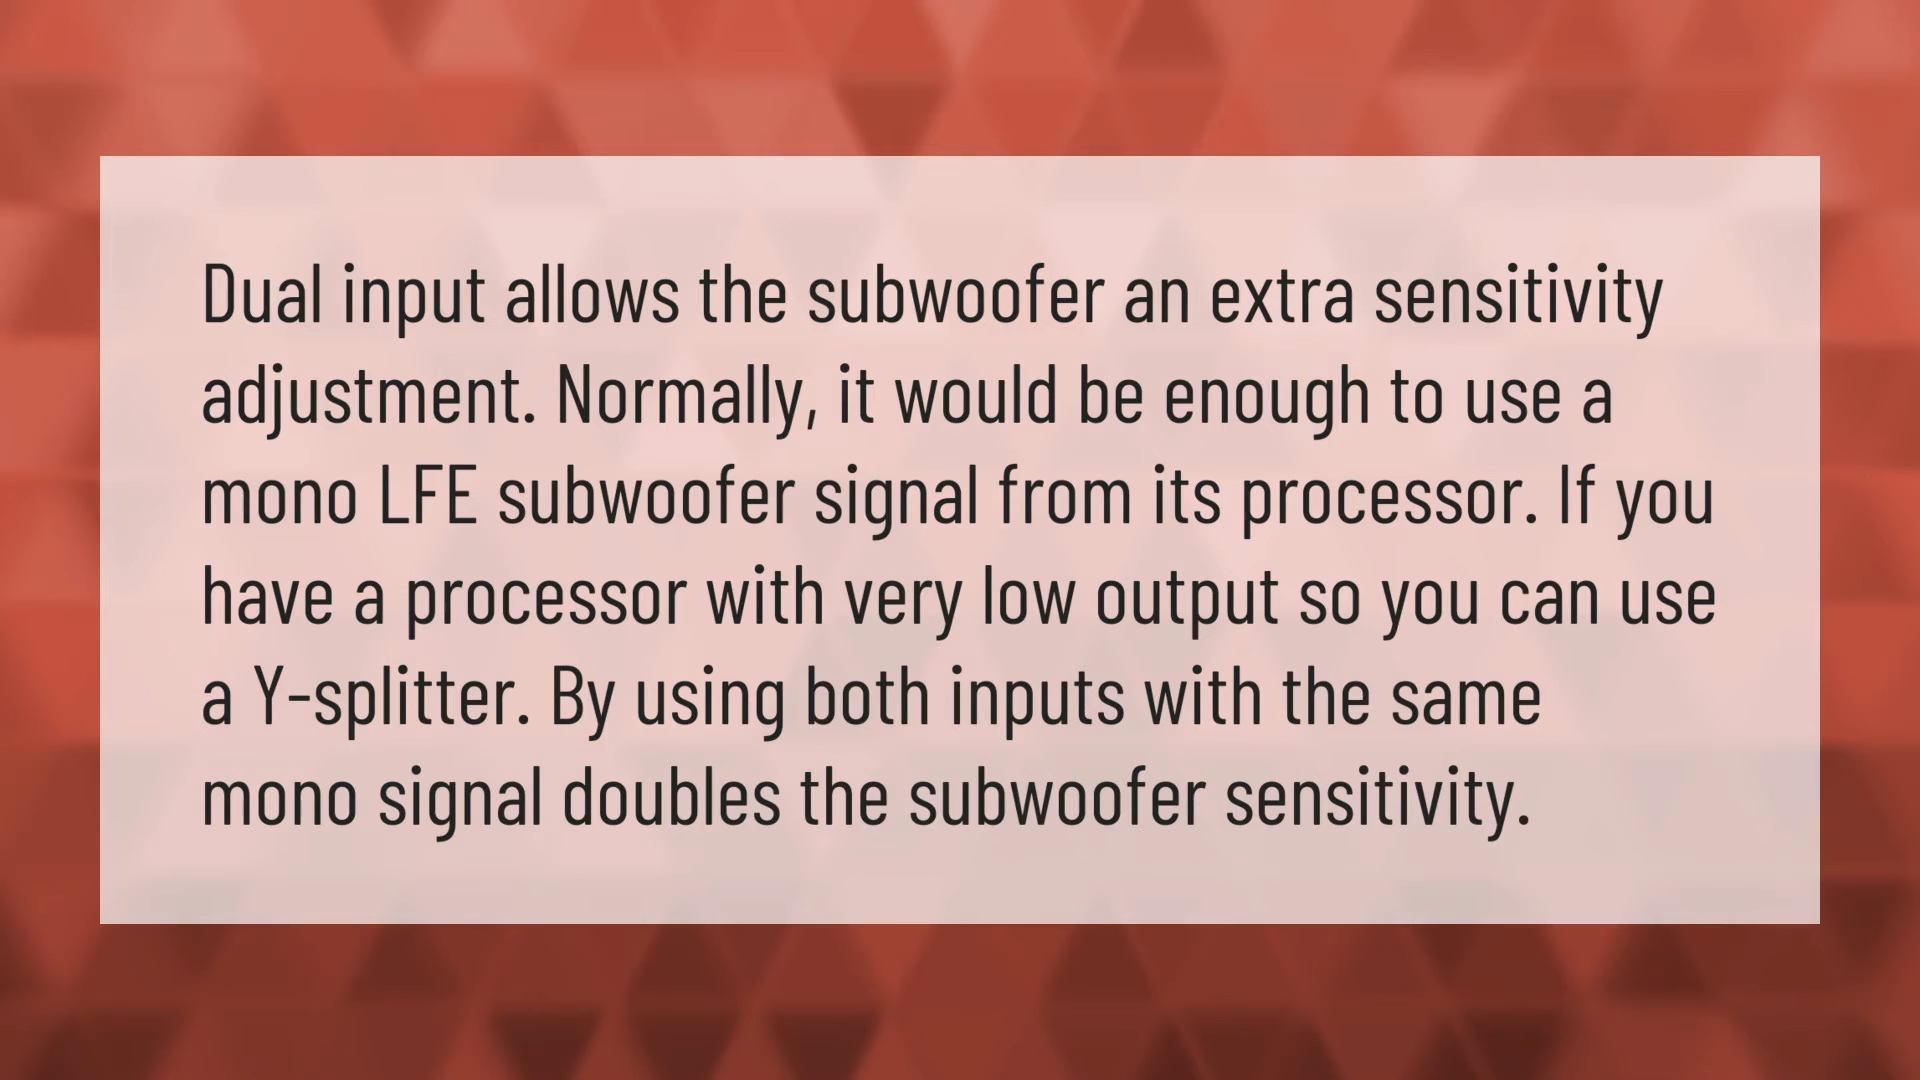 Dual input allows the subwoofer an extra sensitivity
adjustment. Normally, it would be enough to use a
mono LFE subwoofer signal from its processor. If you
have a processor with very low output so you can use
a Y-splitter. By using both inputs with the same
mono signal doubles the subwoofer sensitivity.